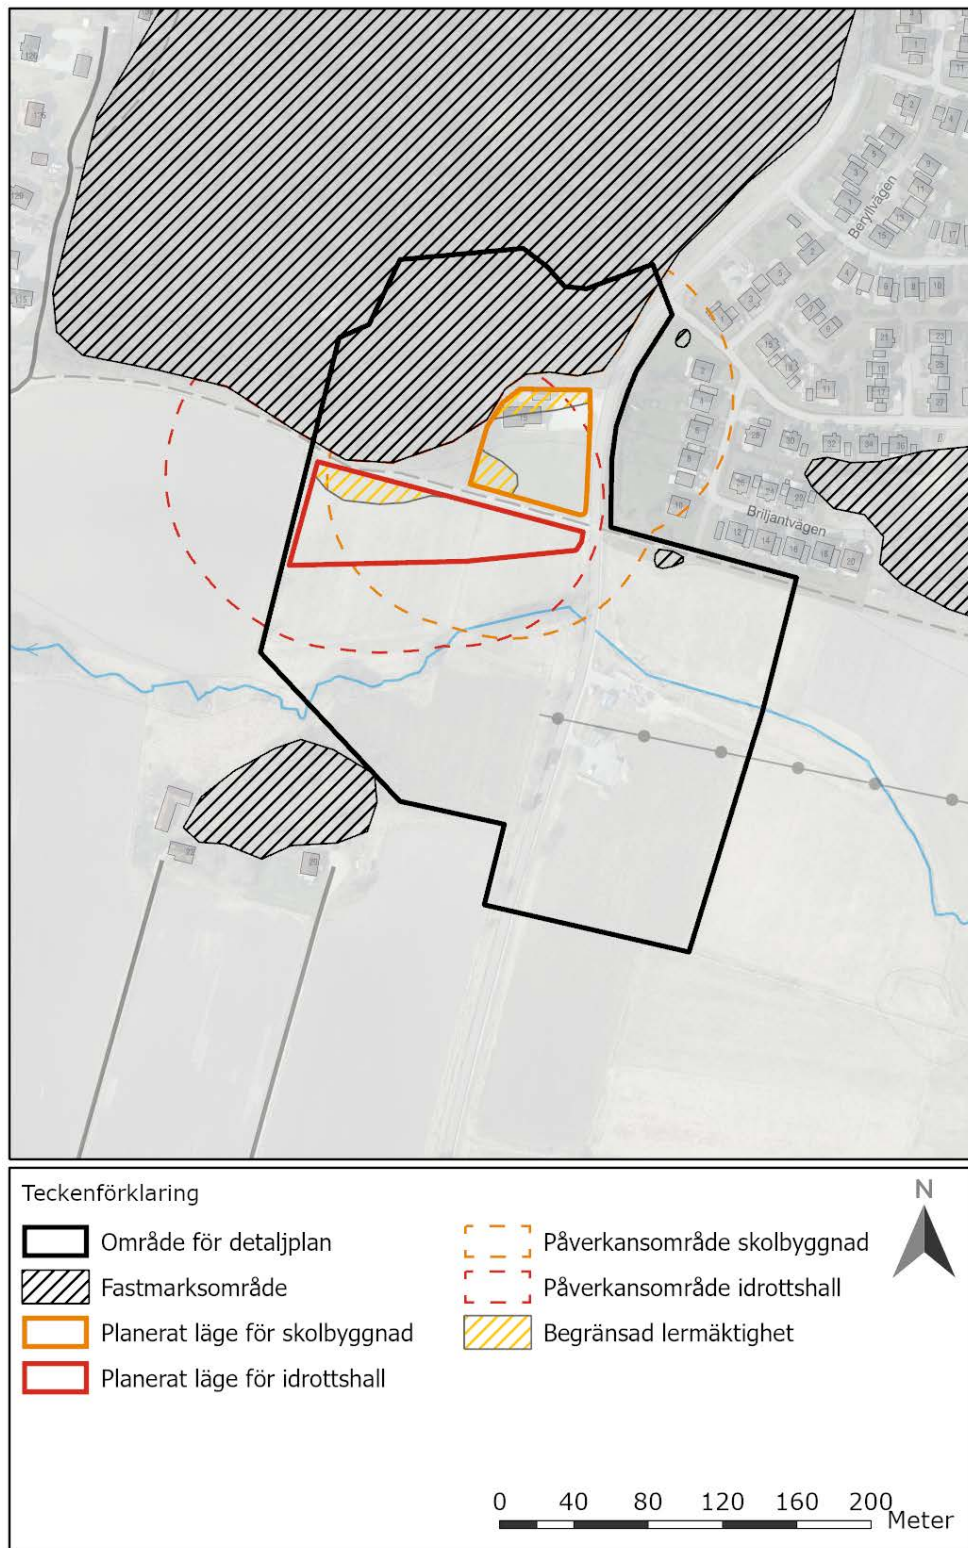 Beryllvägen
Briljantvägen
Teckenförklaring
N
Område för detaljplan
Fastmarksområde
Planerat läge för skolbyggnad
Planerat läge för idrottshall
Påverkansområde skolbyggnad
Påverkansområde idrottshall
Begränsad lermäktighet
0 40 80 120 160 200
Meter